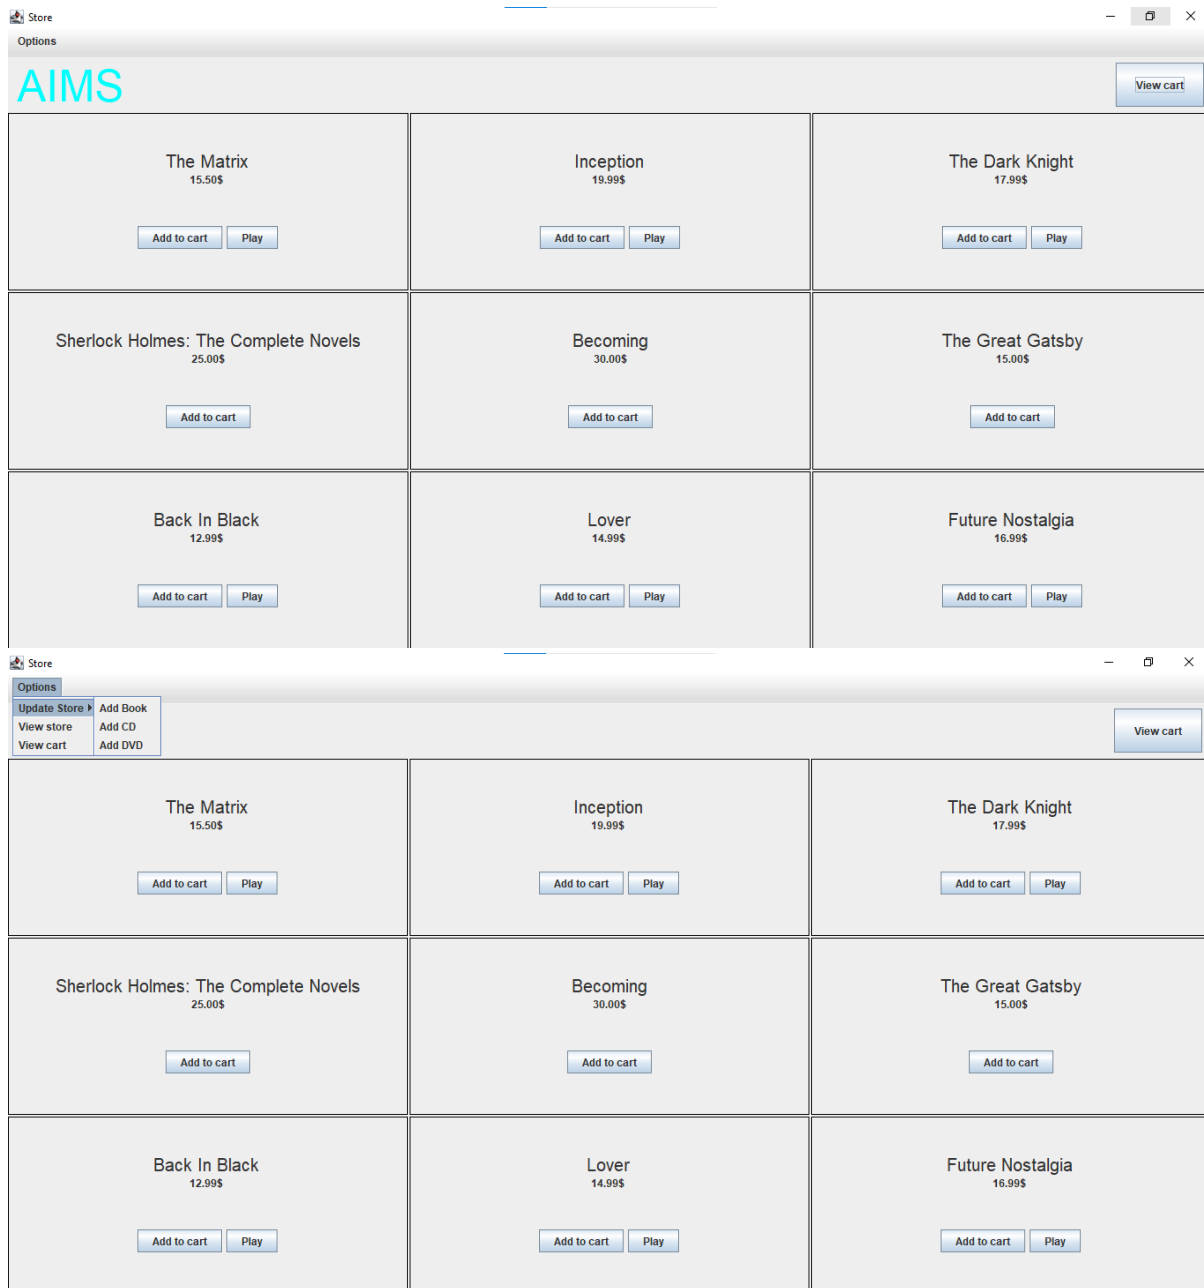 Store
Options
AIMS
View cart
The Matrix
15.50$
Add to cart Play
Inception
19.99$
Add to cart Play
The Dark Knight
17.99$
Add to cart Play
Sherlock Holmes: The Complete Novels
25.00$
Add to cart
Becoming
30.00$
Add to cart
The Great Gatsby
15.00$
Add to cart
Back In Black
12.99$
Add to cart Play
Lover
14.99$
Add to cart Play
Future Nostalgia
16.99$
Add to cart Play
Store
Options
Update Store
View store
View cart
Add Book
Add CD
Add DVD
View cart
The Matrix
15.50$
Add to cart Play
Inception
19.99$
Add to cart Play
The Dark Knight
17.99$
Add to cart Play
Sherlock Holmes: The Complete Novels
25.00$
Add to cart
Becoming
30.00$
Add to cart
The Great Gatsby
15.00$
Add to cart
Back In Black
12.99$
Add to cart Play
Lover
14.99$
Add to cart Play
Future Nostalgia
16.99$
Add to cart Play